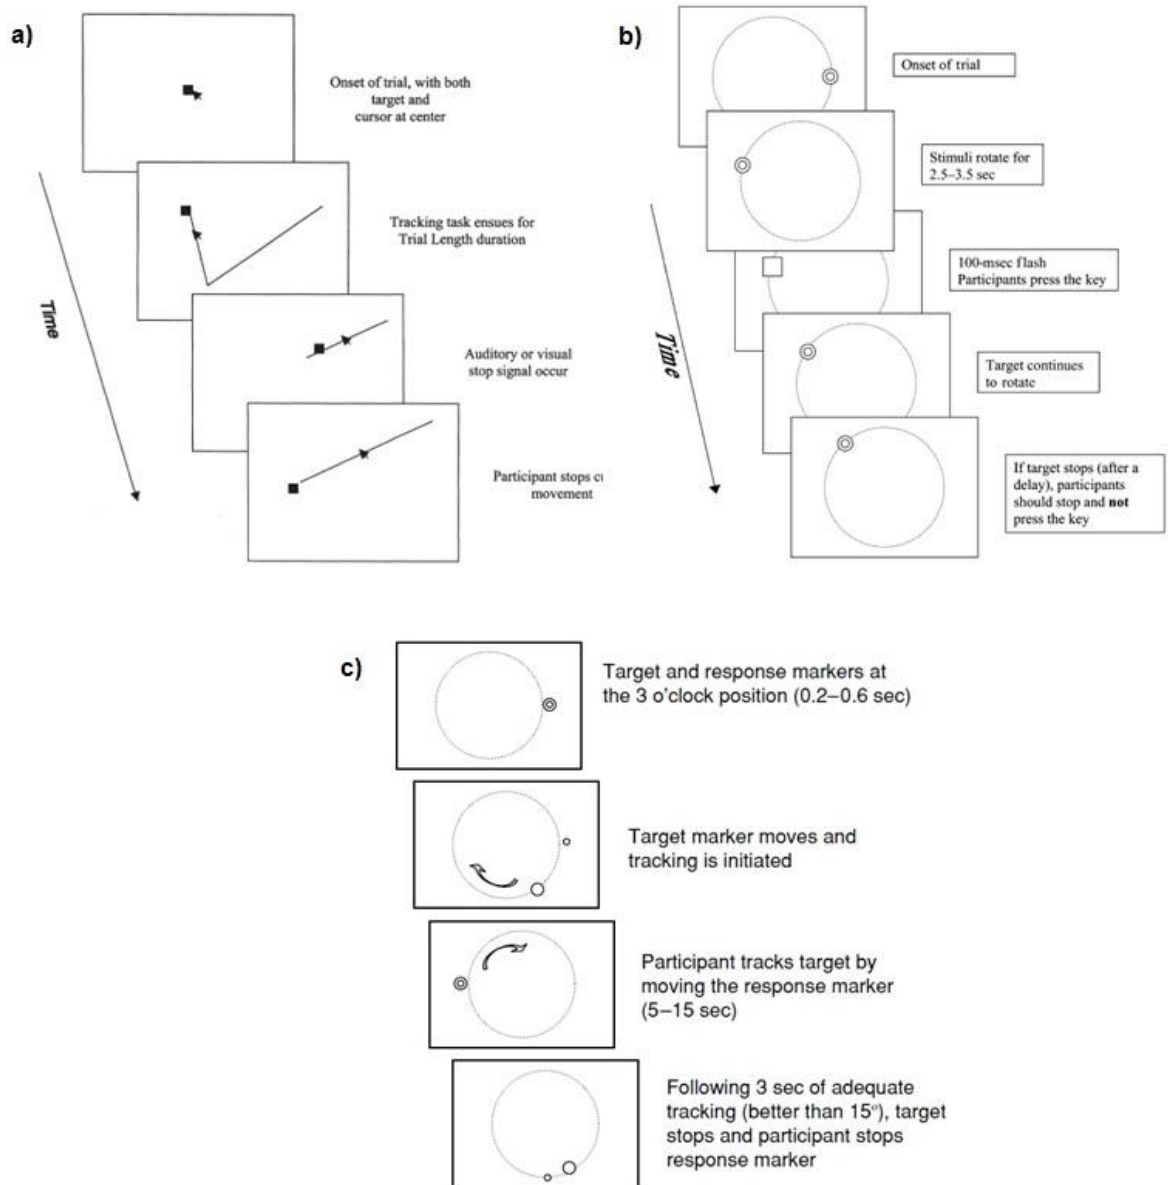 a)
Onset of trial, with both
target and
cursor at center
Tracking task ensues for
Trial Length duration
Time
Auditory or visual
stop signal occur
Participant stops
movement
b)
Onset of trial
Stimuli rotate for
2.5–3.5 sec
100-msec flash
Participants press the key
Time
Target continues
to rotate
If target stops (after a
delay), participants
should stop and not
press the key
c)
Target and response markers at
the 3 o'clock position (0.2–0.6 sec)
Target marker moves and
tracking is initiated
Participant tracks target by
moving the response marker
(5–15 sec)
Following 3 sec of adequate
tracking (better than 15º), target
stops and participant stops
response marker